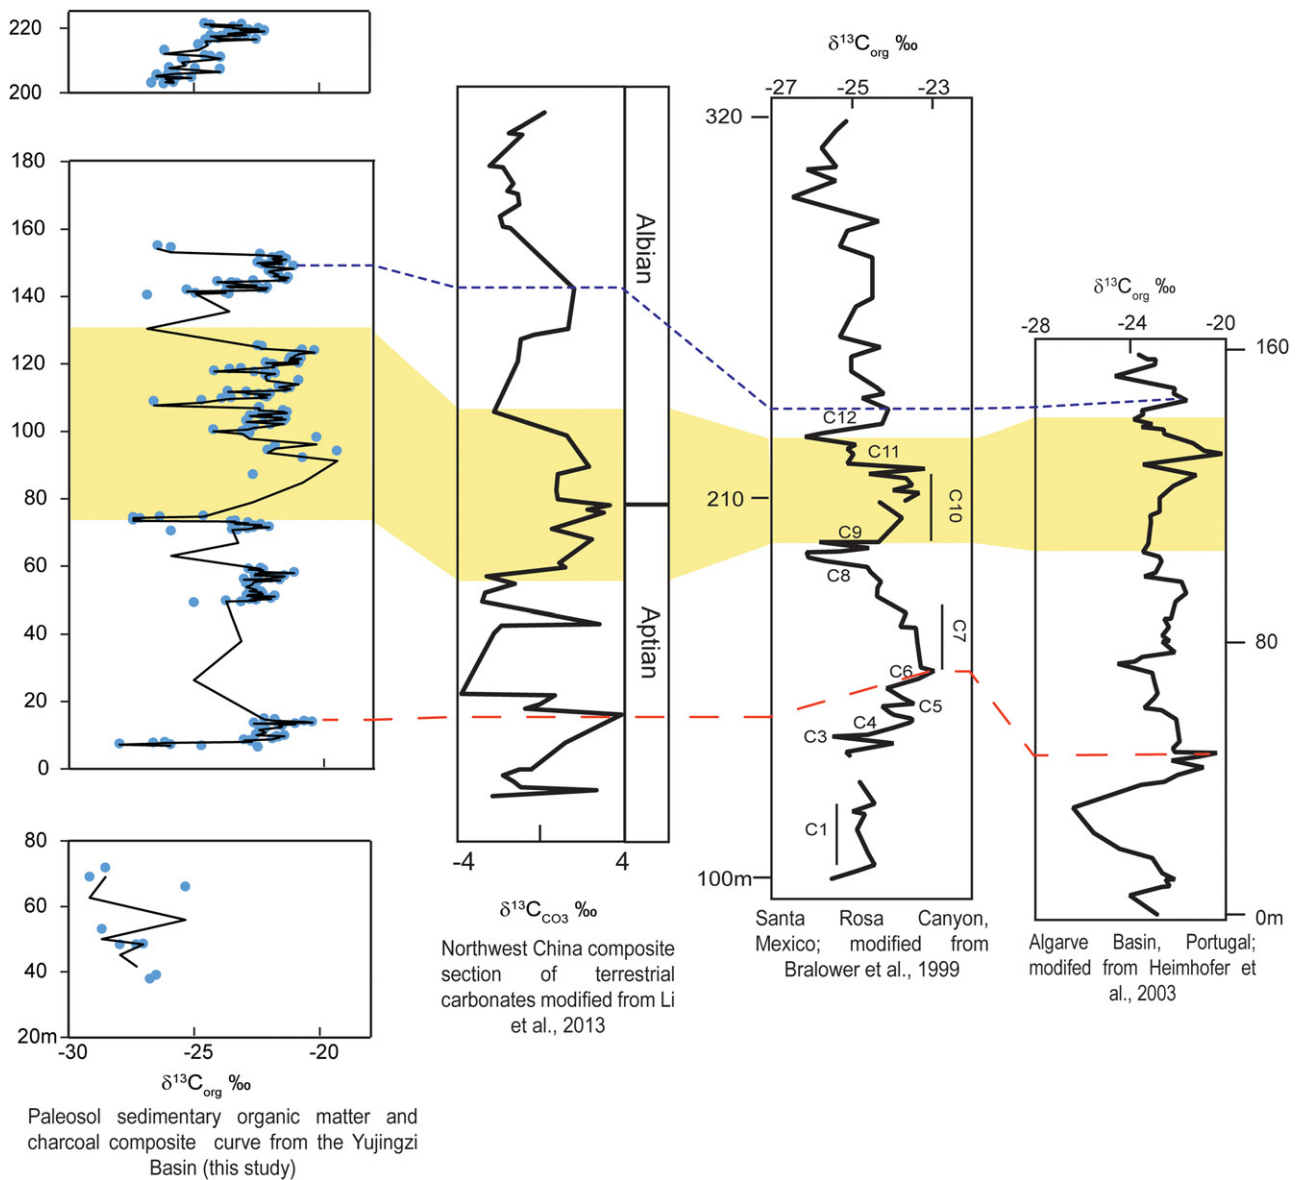 220
210
200
180
160
140
120
100
80
60
40
20
0
80
60
40
20m
-30
-25
-20
δ13Corg ‰
Paleosol sedimentary organic matter and
charcoal composite curve from the Yujingzi
Basin (this study)
Albian
Aptian
-4
4
δ13CCO3 ‰
Northwest China composite
section of terrestrial
carbonates modified from Li
et al., 2013
δ13Corg ‰
-27
-25
-23
320
210
100m
C12
C11
C10
C9
C8
C7
C6
C5
C4
C3
C1
Santa Rosa Canyon,
Mexico; modified from
Bralower et al., 1999
δ13Corg ‰
-28
-24
-20
160
80
0m
Algarve Basin, Portugal;
modifed from Heimhofer et
al., 2003